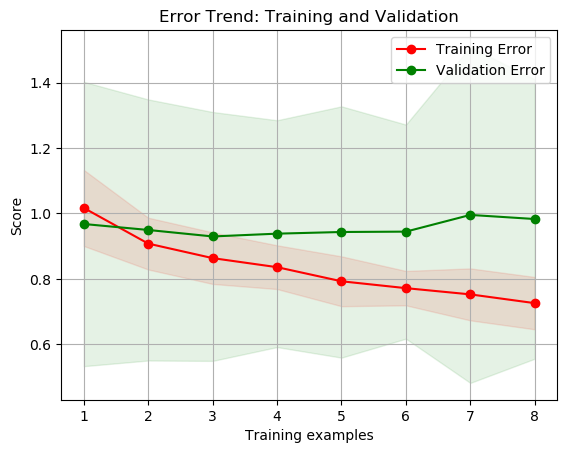 Error Trend: Training and Validation
Training Error
Validation Error
Score
1.4
1.2
1.0
0.8
0.6
1 2 3 4 5 6 7 8
Training examples